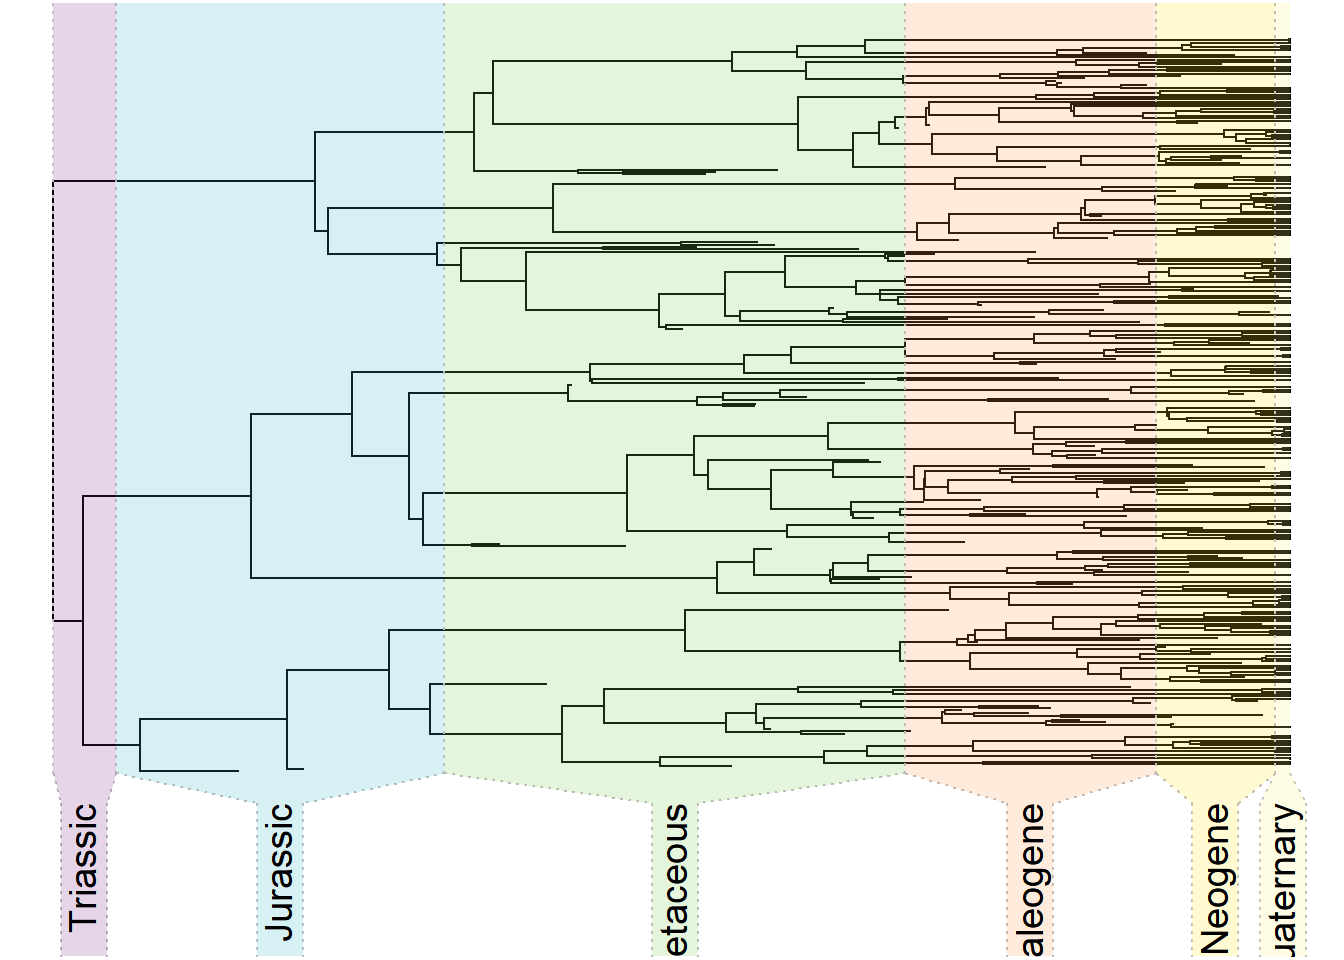 Triassic
Jurassic
etaceous
aleogene
Neogene
uaternary